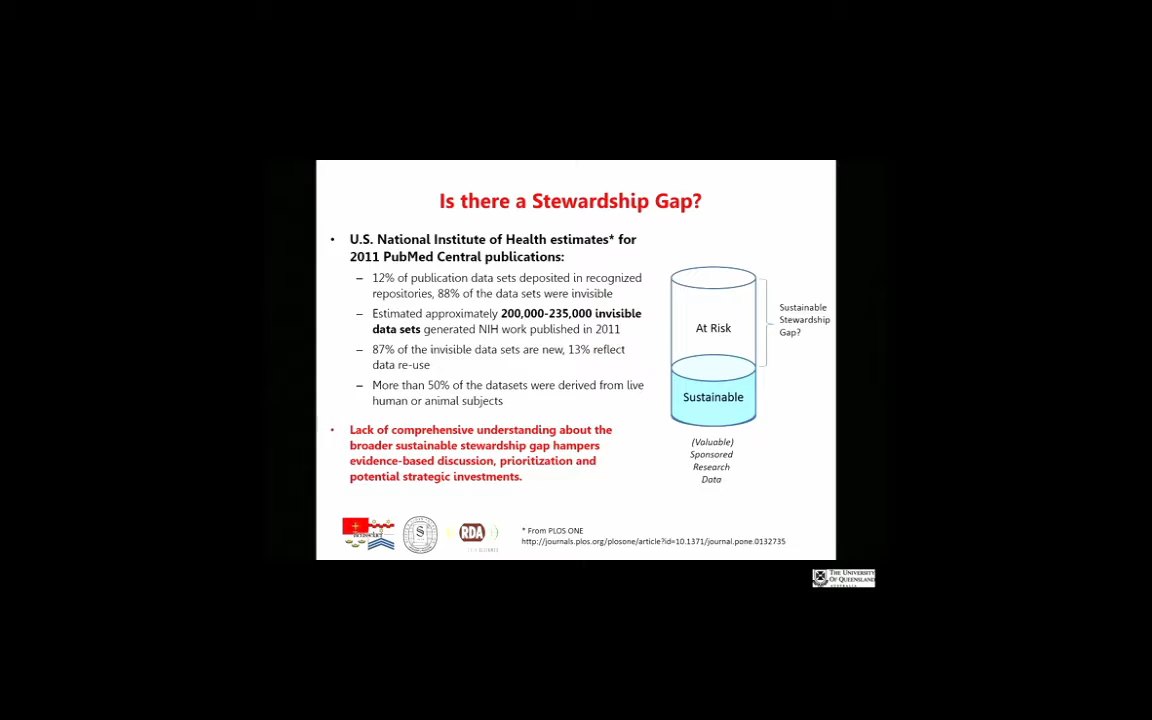 Is there a Stewardship Gap?
• U.S. National Institute of Health estimates* for
2011 PubMed Central publications:
– 12% of publication data sets deposited in recognized
repositories, 88% of the data sets were invisible
– Estimated approximately 200,000-235,000 invisible
data sets generated NIH work published in 2011
– 87% of the invisible data sets are new, 13% reflect
data re-use
– More than 50% of the datasets were derived from live
human or animal subjects
• Lack of comprehensive understanding about the
broader sustainable stewardship gap hampers
evidence-based discussion, prioritization and
potential strategic investments.
At Risk
Sustainable
Sustainable
Stewardship
Gap?
(Valuable)
Sponsored
Research
Data
RDA
* From PLOS ONE
http://journals.plos.org/plosone/article?id=10.1371/journal.pone.0132735
THE UNIVERSITY
OF QUEENSLAND
AUSTRALIA